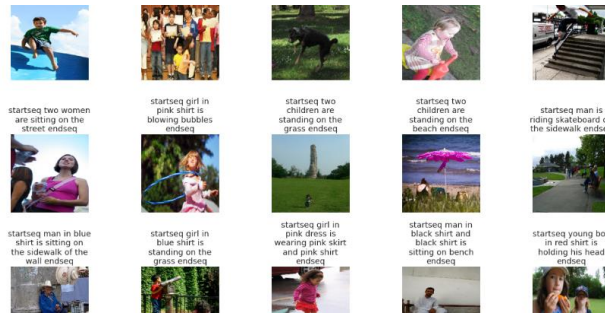 startseq two women
are sitting on the
street endseq
startseq girl in
pink shirt is
blowing bubbles
endseq
startseq two
children are
standing on the
grass endseq
startseq two
children are
standing on the
beach endseq
startseq man is
riding skateboard
the sidewalk endse
startseq man in blue
shirt is sitting on
the sidewalk of the
wall endseq
startseq girl in
blue shirt is
standing on the
grass endseq
startseq girl in
pink dress is
wearing pink skirt
and pink shirt
endseq
startseq man in
black shirt and
black shirt is
sitting on bench
endseq
startseq young bo
in red shirt is
holding his head
endseq